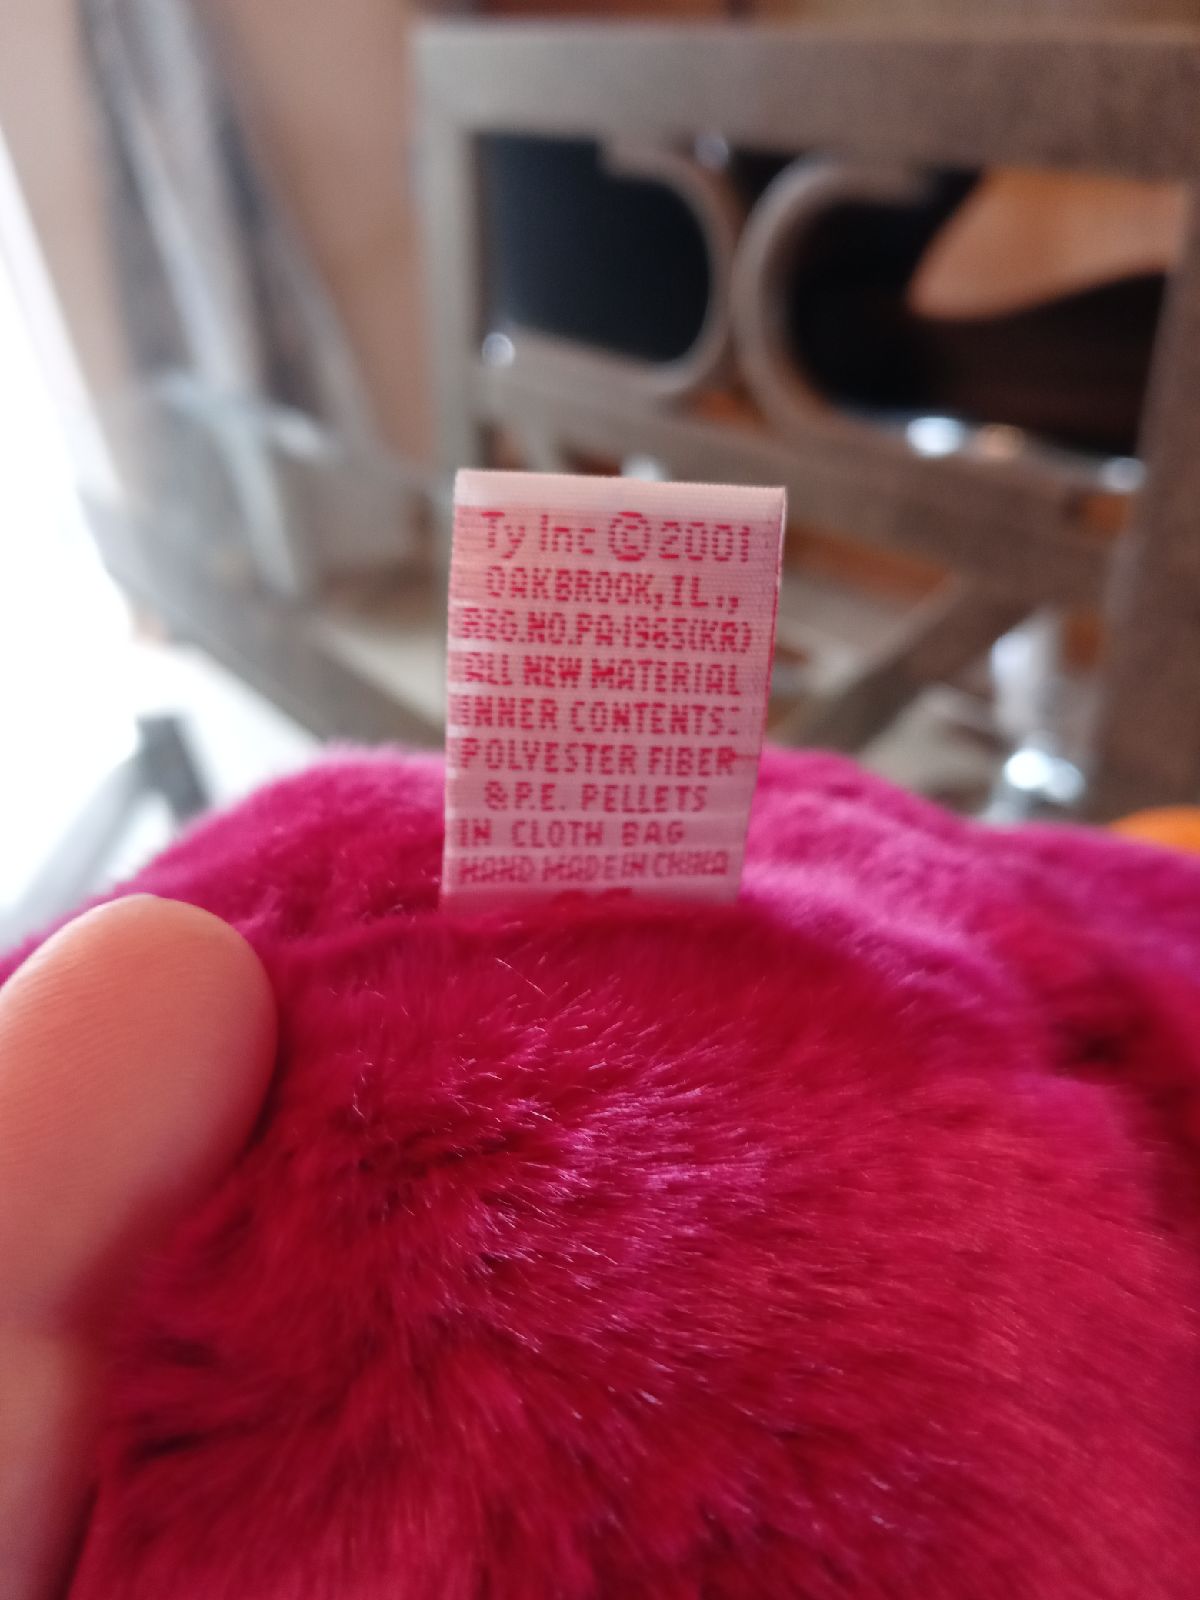 Ty Inc ©2001
OAKBROOK,IL.,
REG.NO.PA-1965(KR)
ALL NEW MATERIAL
INNER CONTENTS:
POLYESTER FIBER
&P.E. PELLETS
IN CLOTH BAG
HAND MADE IN CHINA